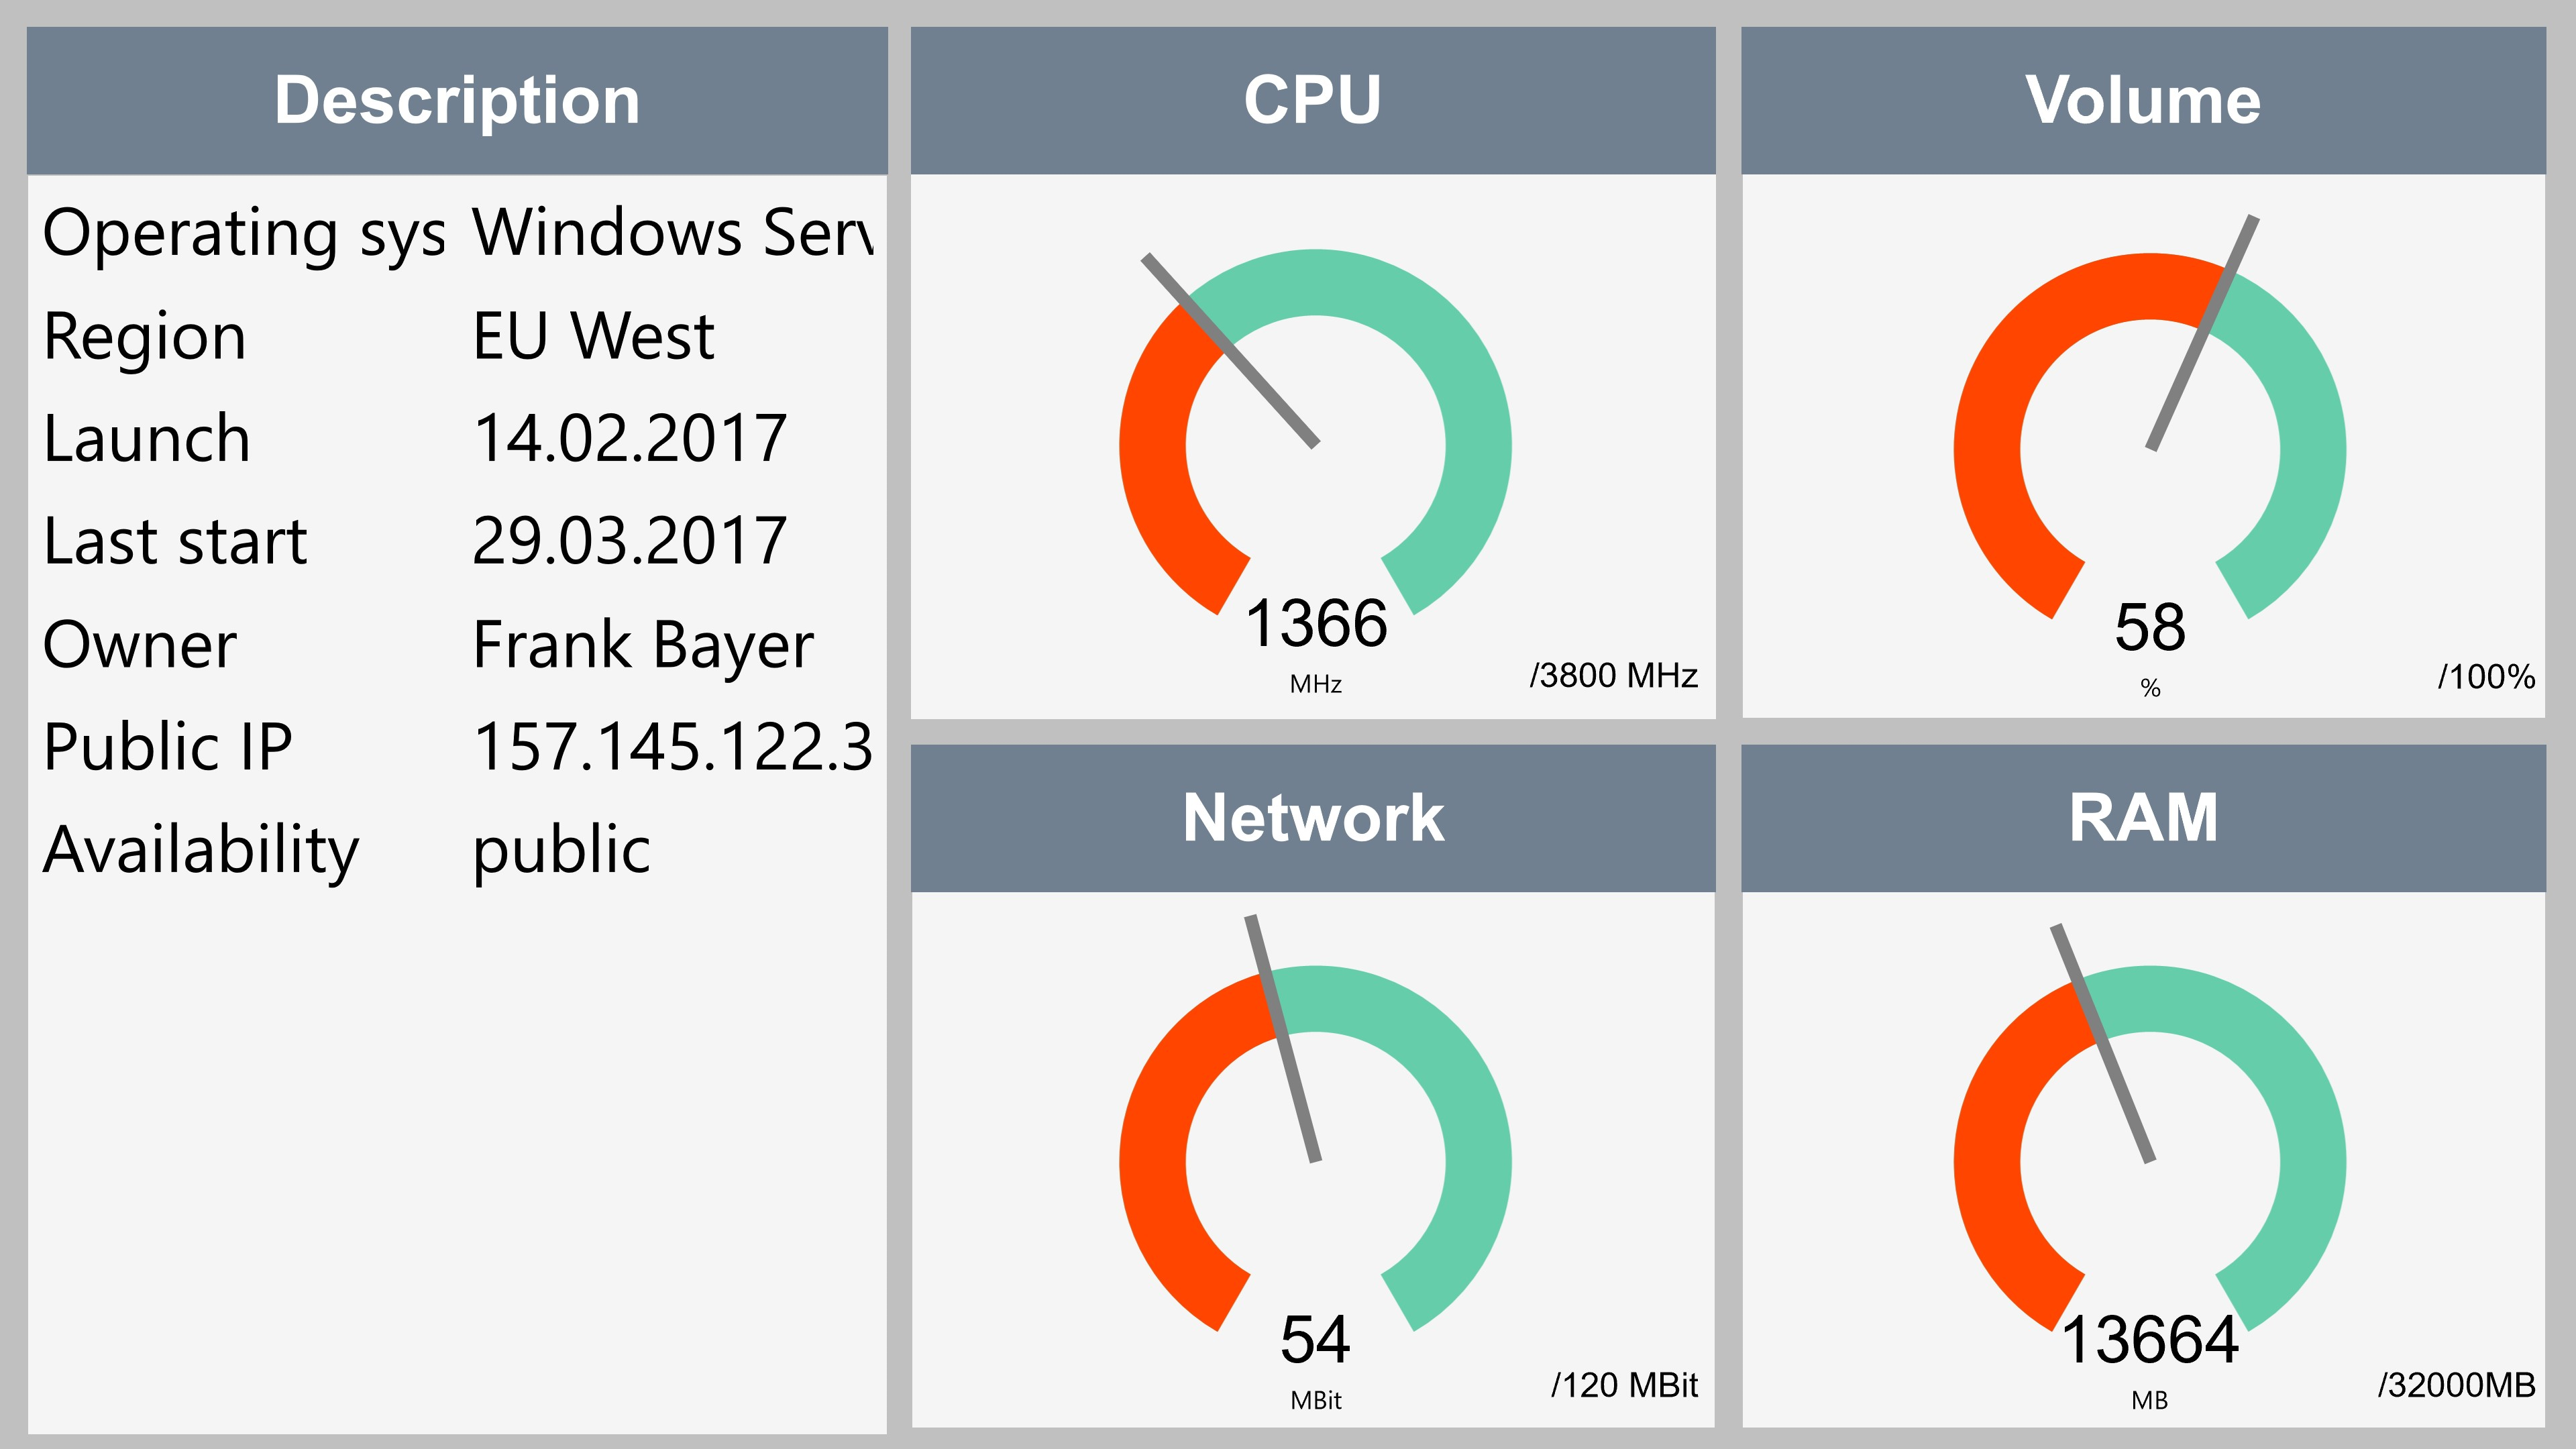 Description
Operating sys Windows Serv
Region EU West
Launch 14.02.2017
Last start 29.03.2017
Owner Frank Bayer
Public IP 157.145.122.3
Availability public
CPU
1366
MHz
/3800 MHz
Volume
58
%
/100%
Network
54
MBit
/120 MBit
RAM
13664
MB
/32000MB